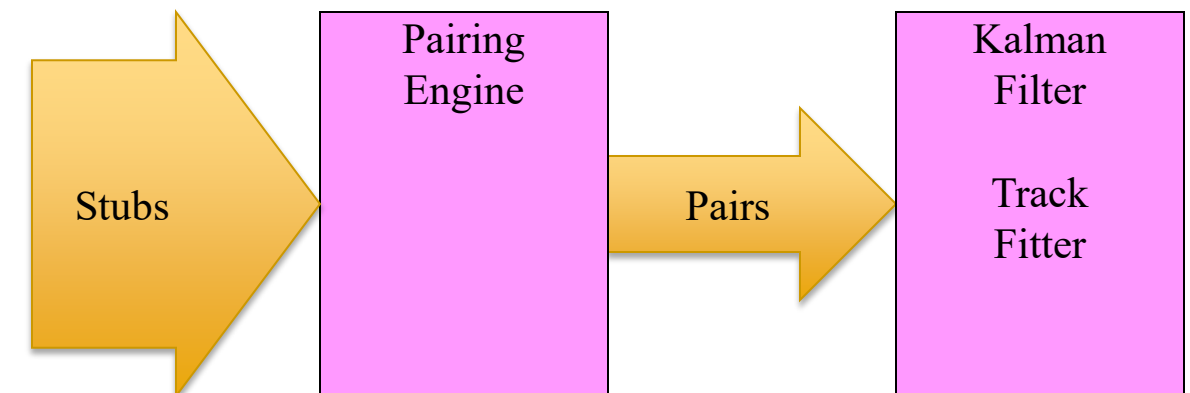 Stubs
Pairing
Engine
Pairs
Kalman
Filter
Track
Fitter